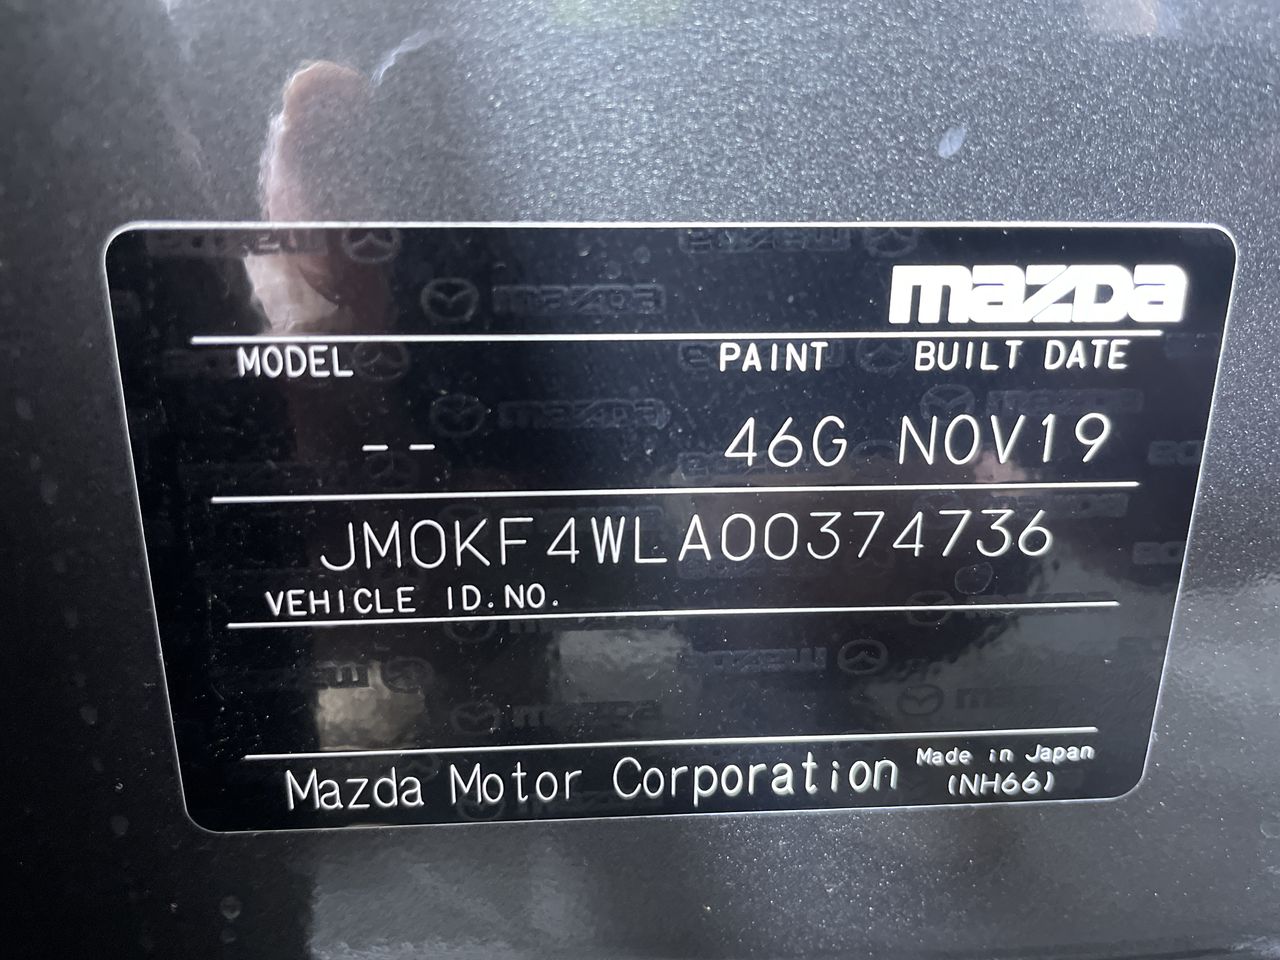 mazda
MODEL PAINT BUILT DATE
-- 46G NOV19
JM0KF4WLA00374736
VEHICLE ID.NO.
Mazda Motor Corporation Made in Japan
(NH66)